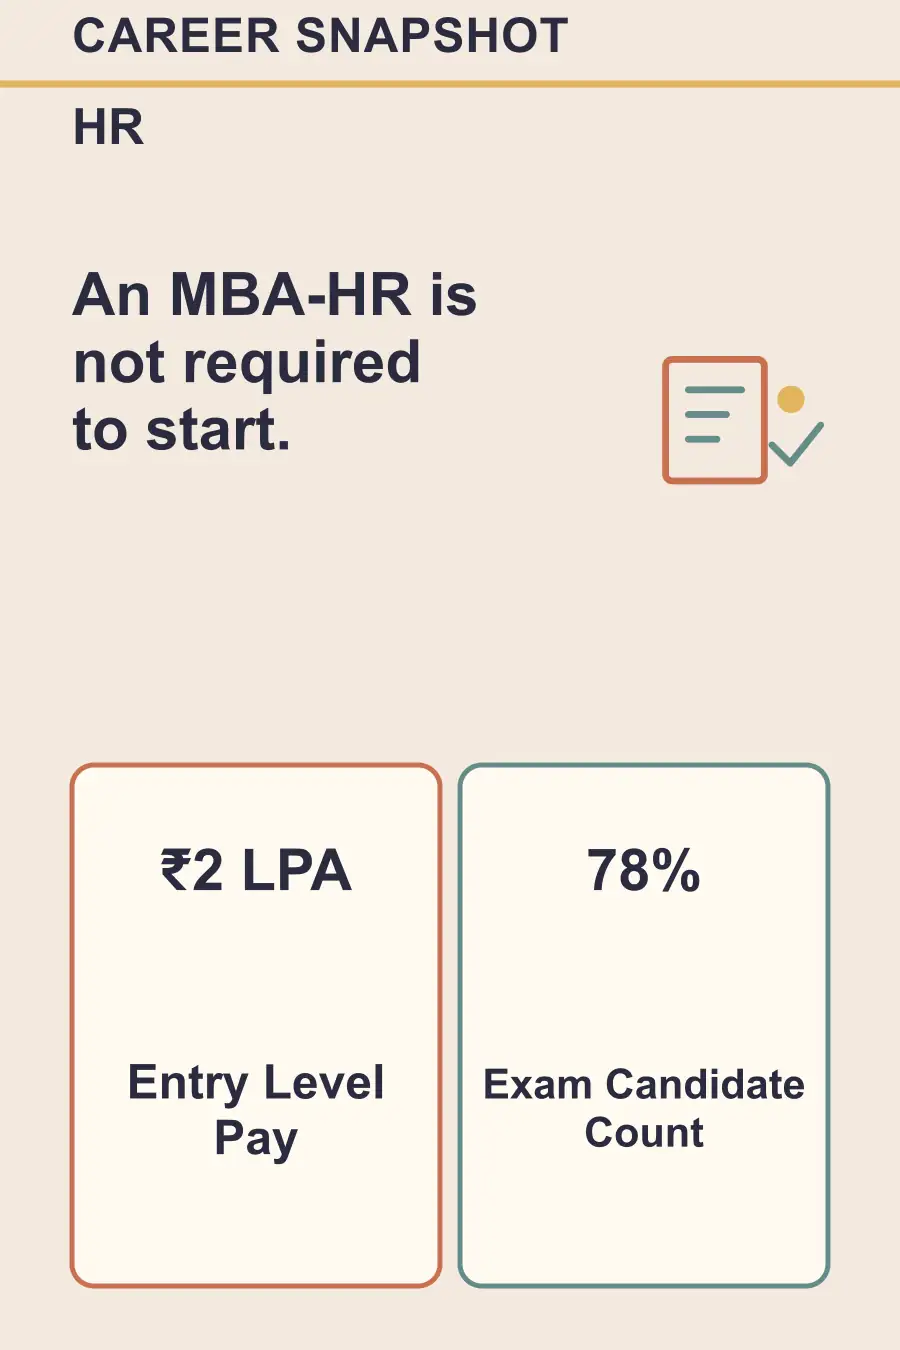 CAREER SNAPSHOT
HR
An MBA-HR is
not required
to start.
₹2 LPA
Entry Level
Pay
78%
Exam Candidate
Count